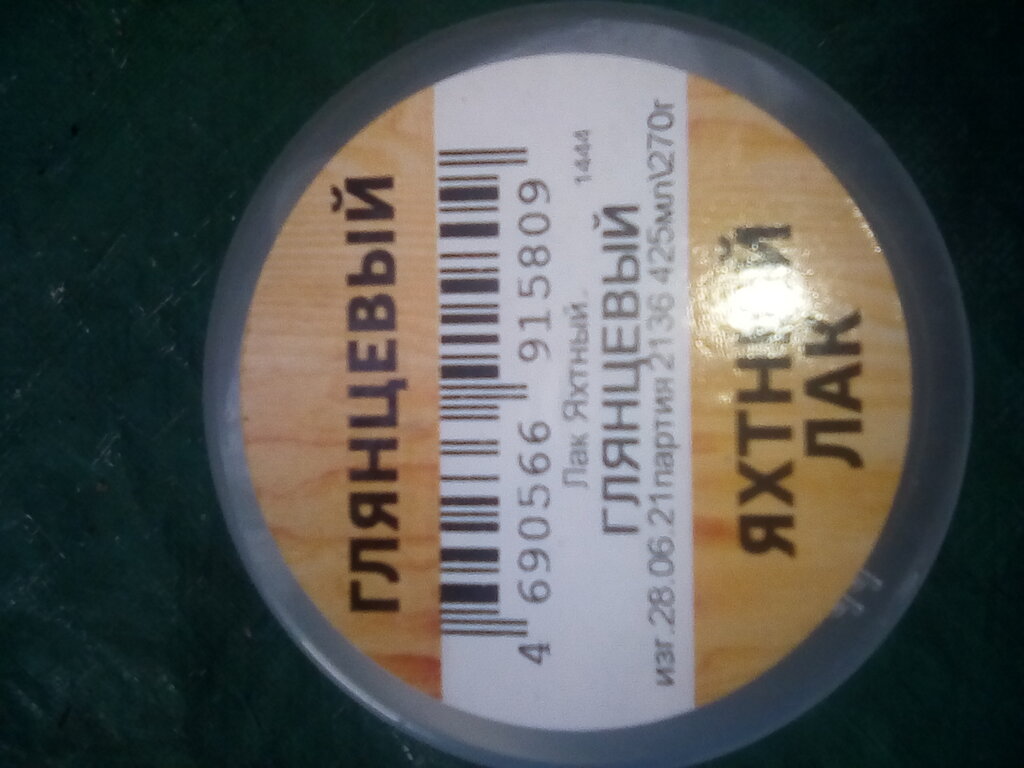 ГЛЯНЦЕВЫЙ
4 690566 915809
1444
Лак Яхтный.
ГЛЯНЦЕВЫЙ
изг.28.06.21партия 2136 425мл\270г
ЯХТНЫЙ
ЛАК